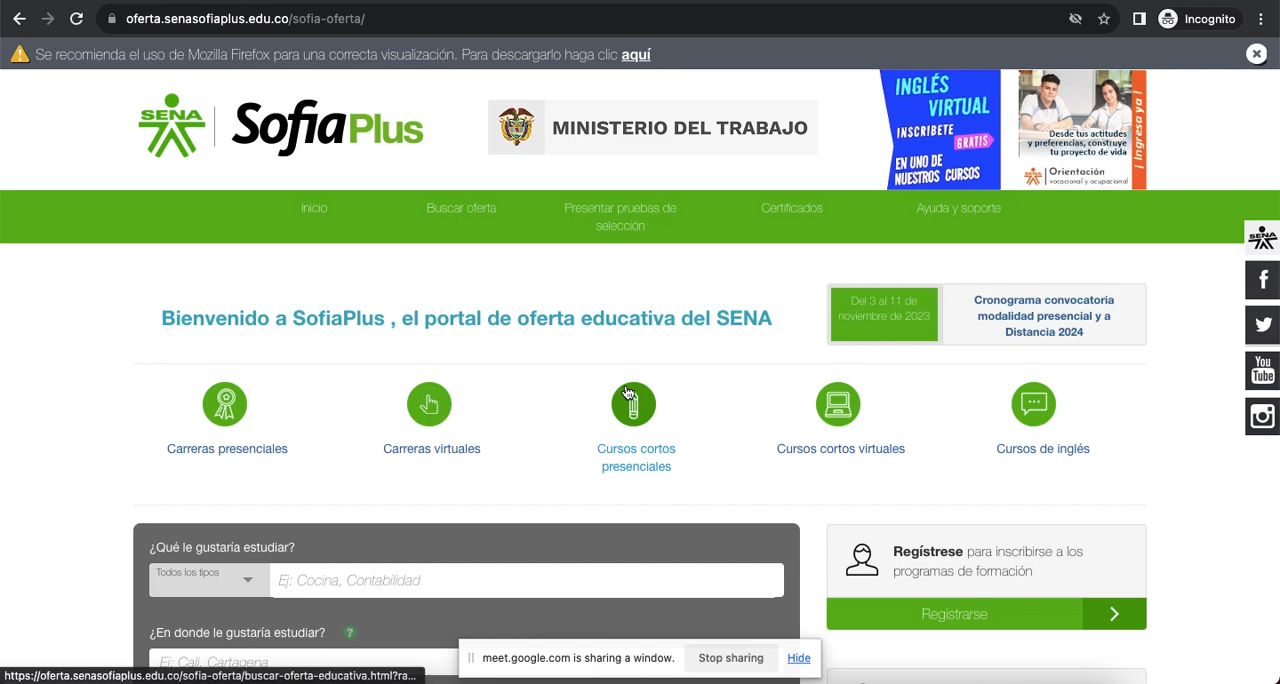 oferta.senasofiaplus.edu.co/sofia-oferta/
Incognito
Se recomienda el uso de Mozilla Firefox para una correcta visualización. Para descargarlo haga clic aquí
SENA
SofiaPlus
MINISTERIO DEL TRABAJO
INGLÉS
VIRTUAL
INSCRIBETE
GRATIS
EN UNO DE
NUESTROS CURSOS
Desde tus actitudes
y preferencias, construye
tu proyecto de vida
Orientación
vocacional y ocupacional
¡ Ingresa ya !
Inicio
Buscar oferta
Presentar pruebas de
selección
Certificados
Ayuda y soporte
SENA
Bienvenido a SofiaPlus , el portal de oferta educativa del SENA
Del 3 al 11 de
noviembre de 2023
Cronograma convocatoria
modalidad presencial y a
Distancia 2024
You
Tube
Carreras presenciales
Carreras virtuales
Cursos cortos
presenciales
Cursos cortos virtuales
Cursos de inglés
¿Qué le gustaría estudiar?
Todos los tipos
Ej: Cocina, Contabilidad
¿En donde le gustaría estudiar? ?
Ej: Cali, Cartagena
Regístrese para inscribirse a los
programas de formación
Registrarse
meet.google.com is sharing a window.
Stop sharing
Hide
https://oferta.senasofiaplus.edu.co/sofia-oferta/buscar-oferta-educativa.html?ra...